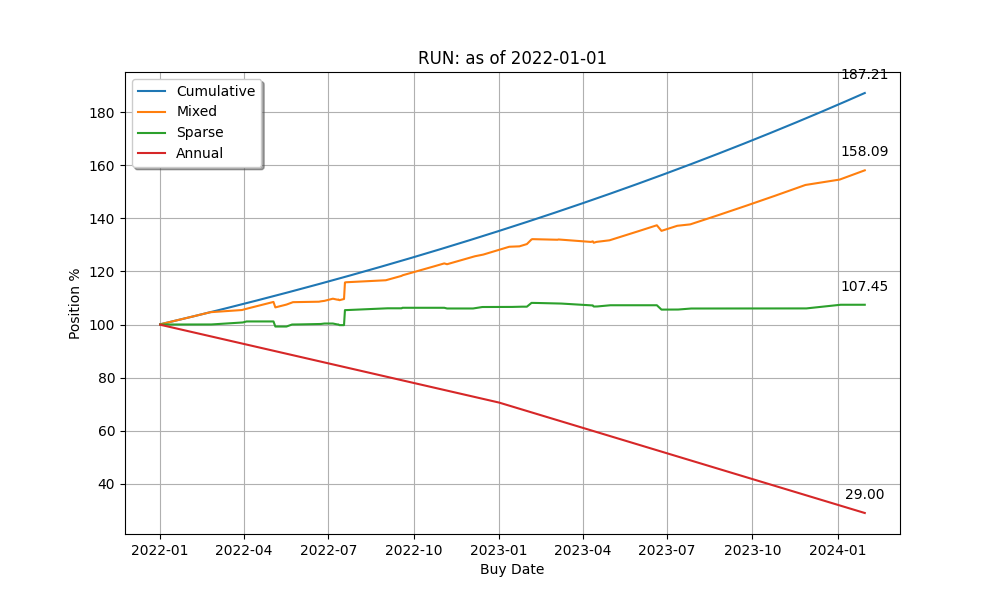 RUN: as of 2022-01-01
187.21
Cumulative
Mixed
Sparse
Annual
180
160
140
120
100
80
60
40
158.09
107.45
29.00
Position %
2022-01 2022-04 2022-07 2022-10 2023-01 2023-04 2023-07 2023-10 2024-01
Buy Date